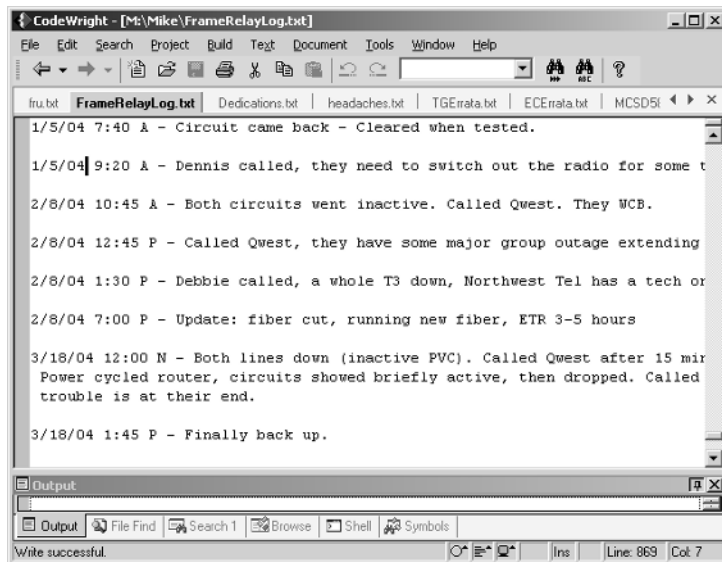 CodeWright - [M:\Mike\FrameRelayLog.txt]
File Edit Search Project Build Text Document Tools Window Help
fru.txt FrameRelayLog.txt Dedications.txt headaches.txt TGErrata.txt ECErrata.txt MCSD5
1/5/04 7:40 A - Circuit came back - Cleared when tested.
1/5/04 9:20 A - Dennis called, they need to switch out the radio for some t
2/8/04 10:45 A - Both circuits went inactive. Called Qwest. They WCB.
2/8/04 12:45 P - Called Qwest, they have some major group outage extending
2/8/04 1:30 P - Debbie called, a whole T3 down, Northwest Tel has a tech or
2/8/04 7:00 P - Update: fiber cut, running new fiber, ETR 3-5 hours
3/18/04 12:00 N - Both lines down (inactive PVC). Called Qwest after 15 mir
Power cycled router, circuits showed briefly active, then dropped. Called
trouble is at their end.
3/18/04 1:45 P - Finally back up.
Output
Output File Find Search 1 Browse Shell Symbols
Write successful. Ins Line: 869 Col: 7